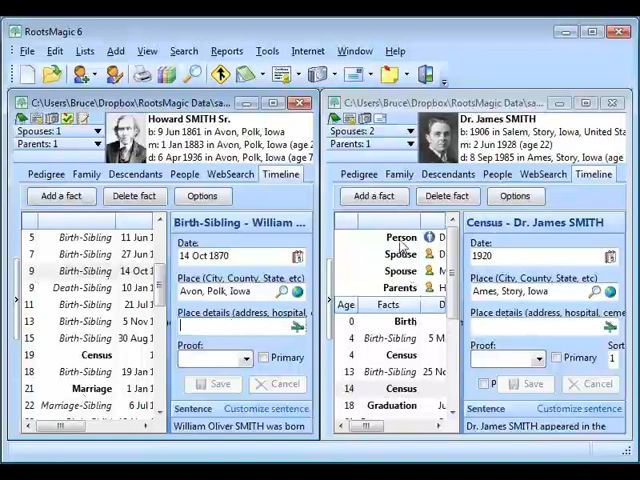 RootsMagic 6
File Edit Lists Add View Search Reports Tools Internet Window Help
C:\Users\Bruce\Dropbox\RootsMagic Data\sa...
Howard SMITH Sr.
Spouses: 1
b: 9 Jun 1861 in Avon, Polk, Iowa
m: 1 Jan 1883 in Avon, Polk, Iowa
Parents: 1
d: 6 Apr 1936 in Avon, Polk, Iowa (age 7
Pedigree Family Descendants People WebSearch Timeline
Add a fact Delete fact Options
Birth-Sibling - William ...
5 Birth-Sibling 11 Jun 1
7 Birth-Sibling 27 Jun 1
9 Birth-Sibling 14 Oct 1
9 Death-Sibling 10 Jan 1
11 Birth-Sibling 21 Jun 1
13 Birth-Sibling 5 Nov 1
15 Birth-Sibling 30 Aug 1
19 Census 1
18 Birth-Sibling 19 Jan 1
21 Marriage 1 Jan 1
22 Marriage-Sibling 6 Jul 1
Date:
14 Oct 1870
Place (City, County, State, etc)
Avon, Polk, Iowa
Place details (address, hospital,
Proof:
Primary
Save Cancel
Sentence Customize sentence
William Oliver SMITH was born
C:\Users\Bruce\Dropbox\RootsMagic Data\sa...
Dr. James SMITH
Spouses: 2
b: 1906 in Salem, Story, Iowa, United Sta
m: 2 Jun 1928 (age 22)
Parents: 1
d: 8 Sep 1985 in Ames, Story, Iowa (age
Pedigree Family Descendants People WebSearch Timeline
Add a fact Delete fact Options
Census - Dr. James SMITH
Person D
Spouse D
Spouse M
Parents H
Age Facts D
0 Birth
4 Birth-Sibling 5 M
4 Census
13 Birth-Sibling 25 No
14 Census
18 Graduation
Date:
1920
Place (City, County, State, etc)
Ames, Story, Iowa
Place details (address, hospital, ceme
Proof:
Primary
Sort
1
P Save Cancel
Sentence Customize sentence
Dr. James SMITH appeared in the